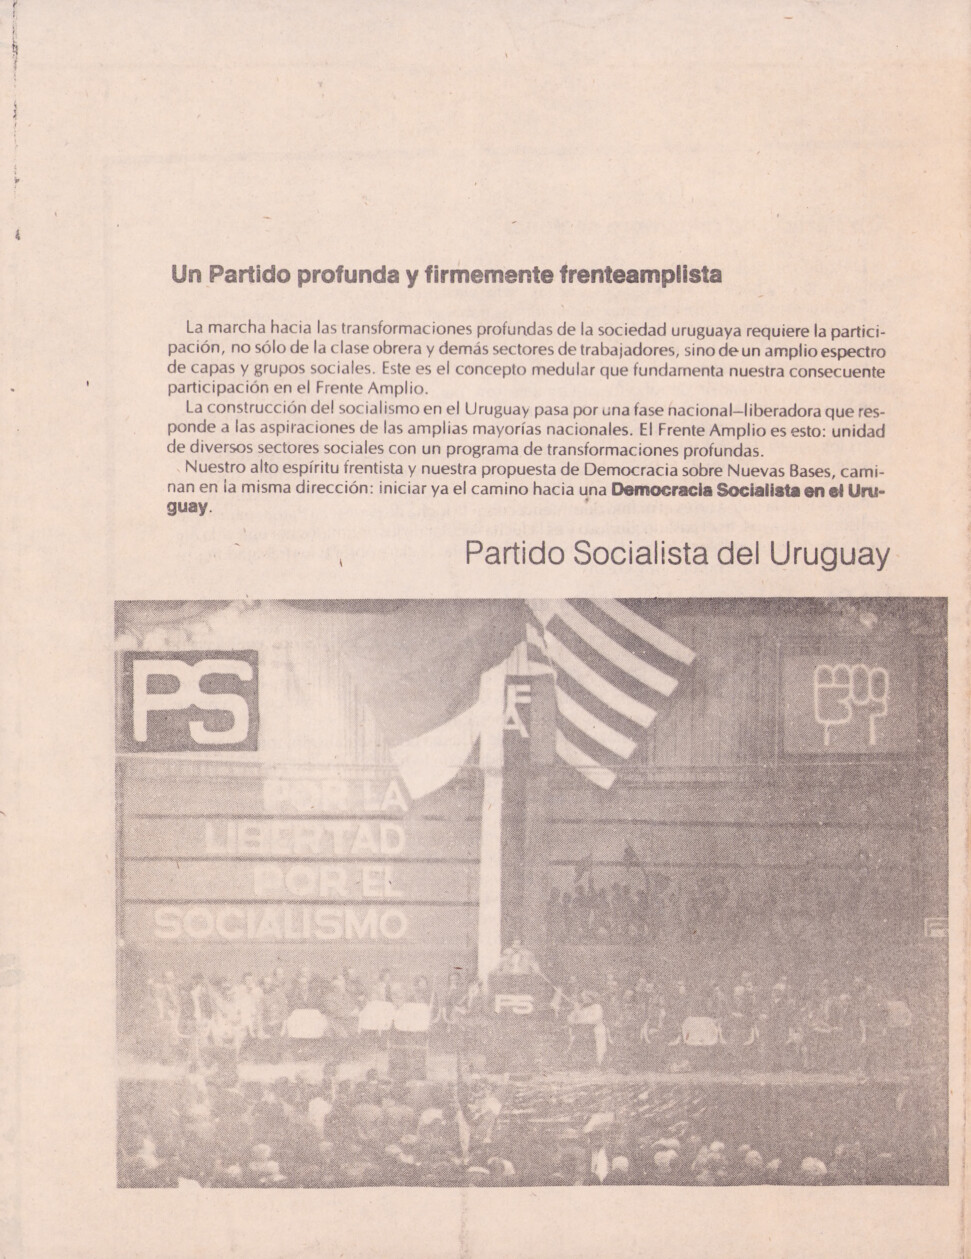 Un Partido profunda y firmemente frenteamplista
La marcha hacia las transformaciones profundas de la sociedad uruguaya requiere la partici-
pación, no sólo de la clase obrera y demás sectores de trabajadores, sino de un amplio espectro
de capas y grupos sociales. Este es el concepto medular que fundamenta nuestra consecuente
participación en el Frente Amplio.
La construcción del socialismo en el Uruguay pasa por una fase nacional—liberadora que res-
ponde a las aspiraciones de las amplias mayorías nacionales. El Frente Amplio es esto: unidad
de diversos sectores sociales con un programa de transformaciones profundas.
Nuestro alto espíritu frentista y nuestra propuesta de Democracia sobre Nuevas Bases, cami-
nan en la misma dirección: iniciar ya el camino hacia una Democracia Socialista en el Uru-
guay.
Partido Socialista del Uruguay
PS
FA
POR LA
LIBERTAD
POR EL
SOCIALISMO
PS